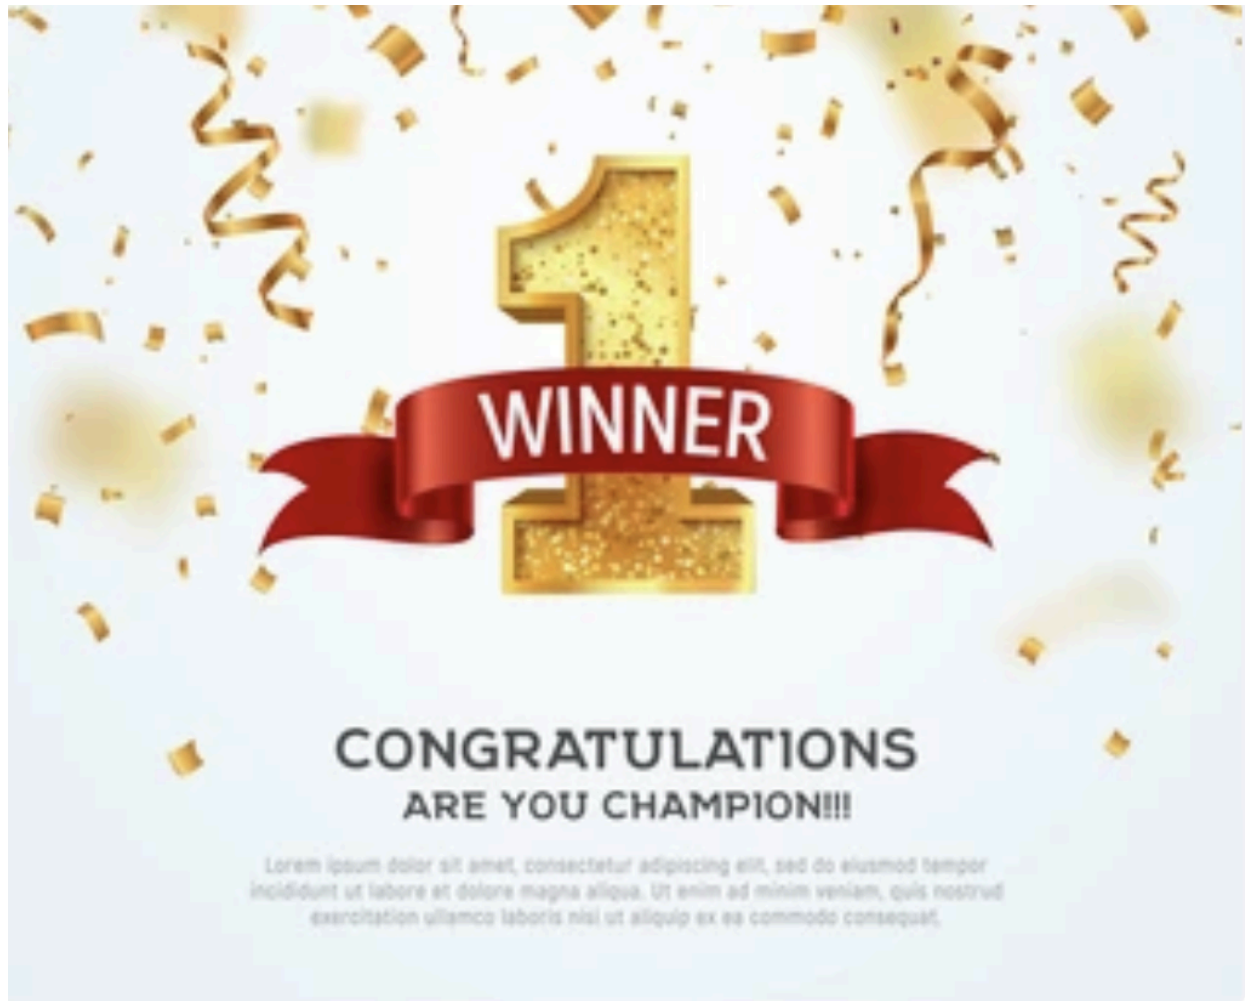 1
WINNER
CONGRATULATIONS
ARE YOU CHAMPION!!!
Lorem ipsum dolor sit amet, consectetur adipiscing elit, sed do eiusmod tempor
incididunt ut labore et dolore magna aliqua. Ut enim ad minim veniam, quis nostrud
exercitation ullamco laboris nisi ut aliquip ex ea commodo consequat.